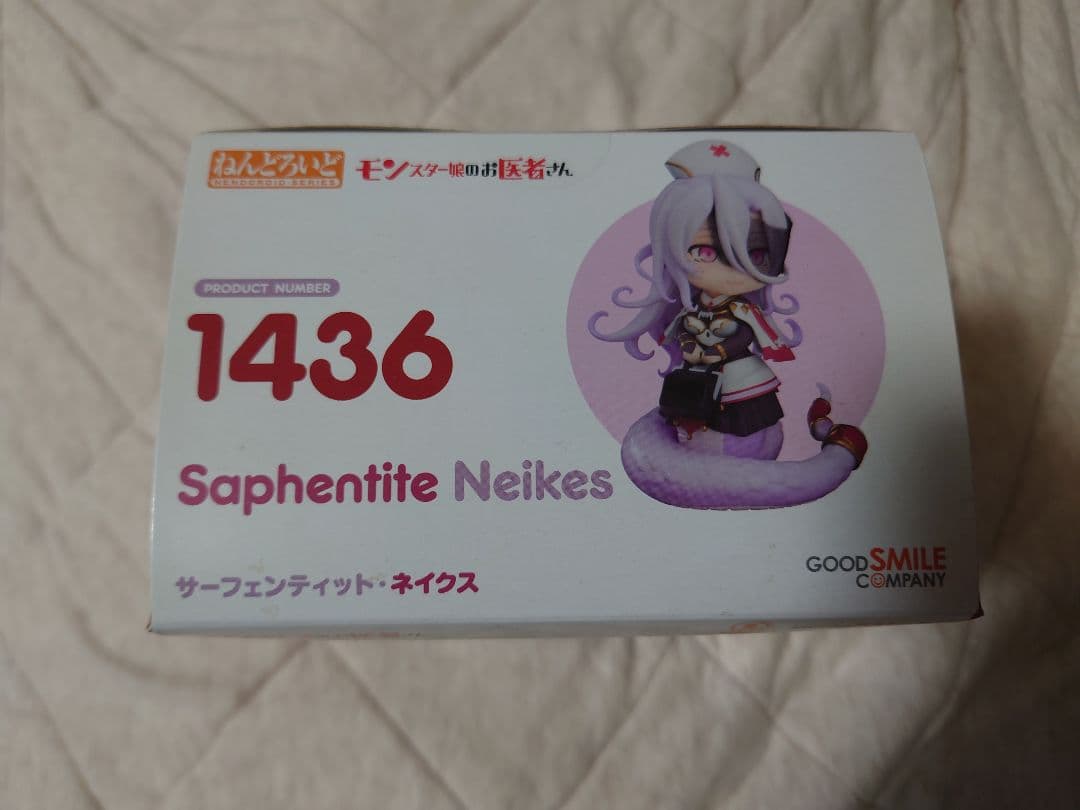 ねんどろいど
NENDOROID SERIES
モンスター娘のお医者さん
PRODUCT NUMBER
1436
Saphentite Neikes
サーフェンティット・ネイクス
GOOD SMILE
COMPANY